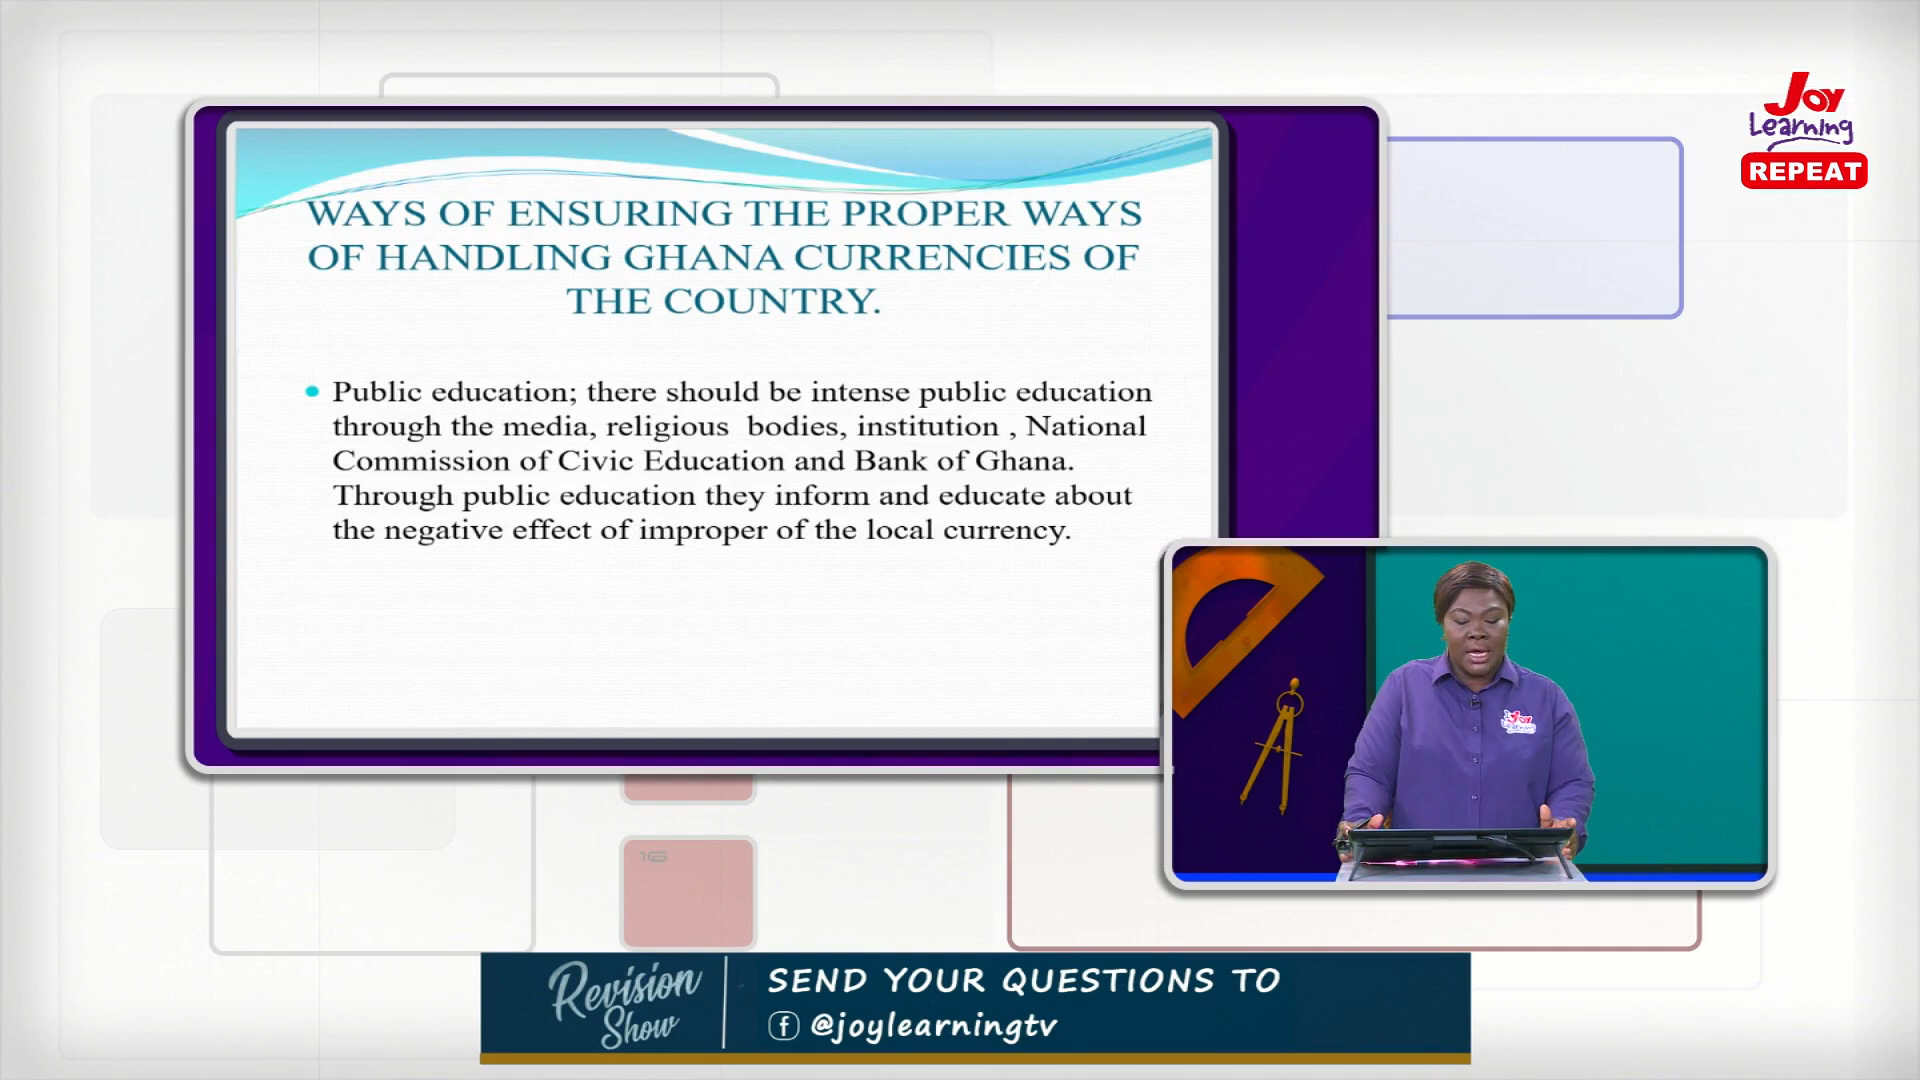 Joy
Learning
REPEAT
WAYS OF ENSURING THE PROPER WAYS
OF HANDLING GHANA CURRENCIES OF
THE COUNTRY.
• Public education; there should be intense public education
through the media, religious bodies, institution , National
Commission of Civic Education and Bank of Ghana.
Through public education they inform and educate about
the negative effect of improper of the local currency.
Joy
Learning
16
Revision
Show
SEND YOUR QUESTIONS TO
@joylearningtv